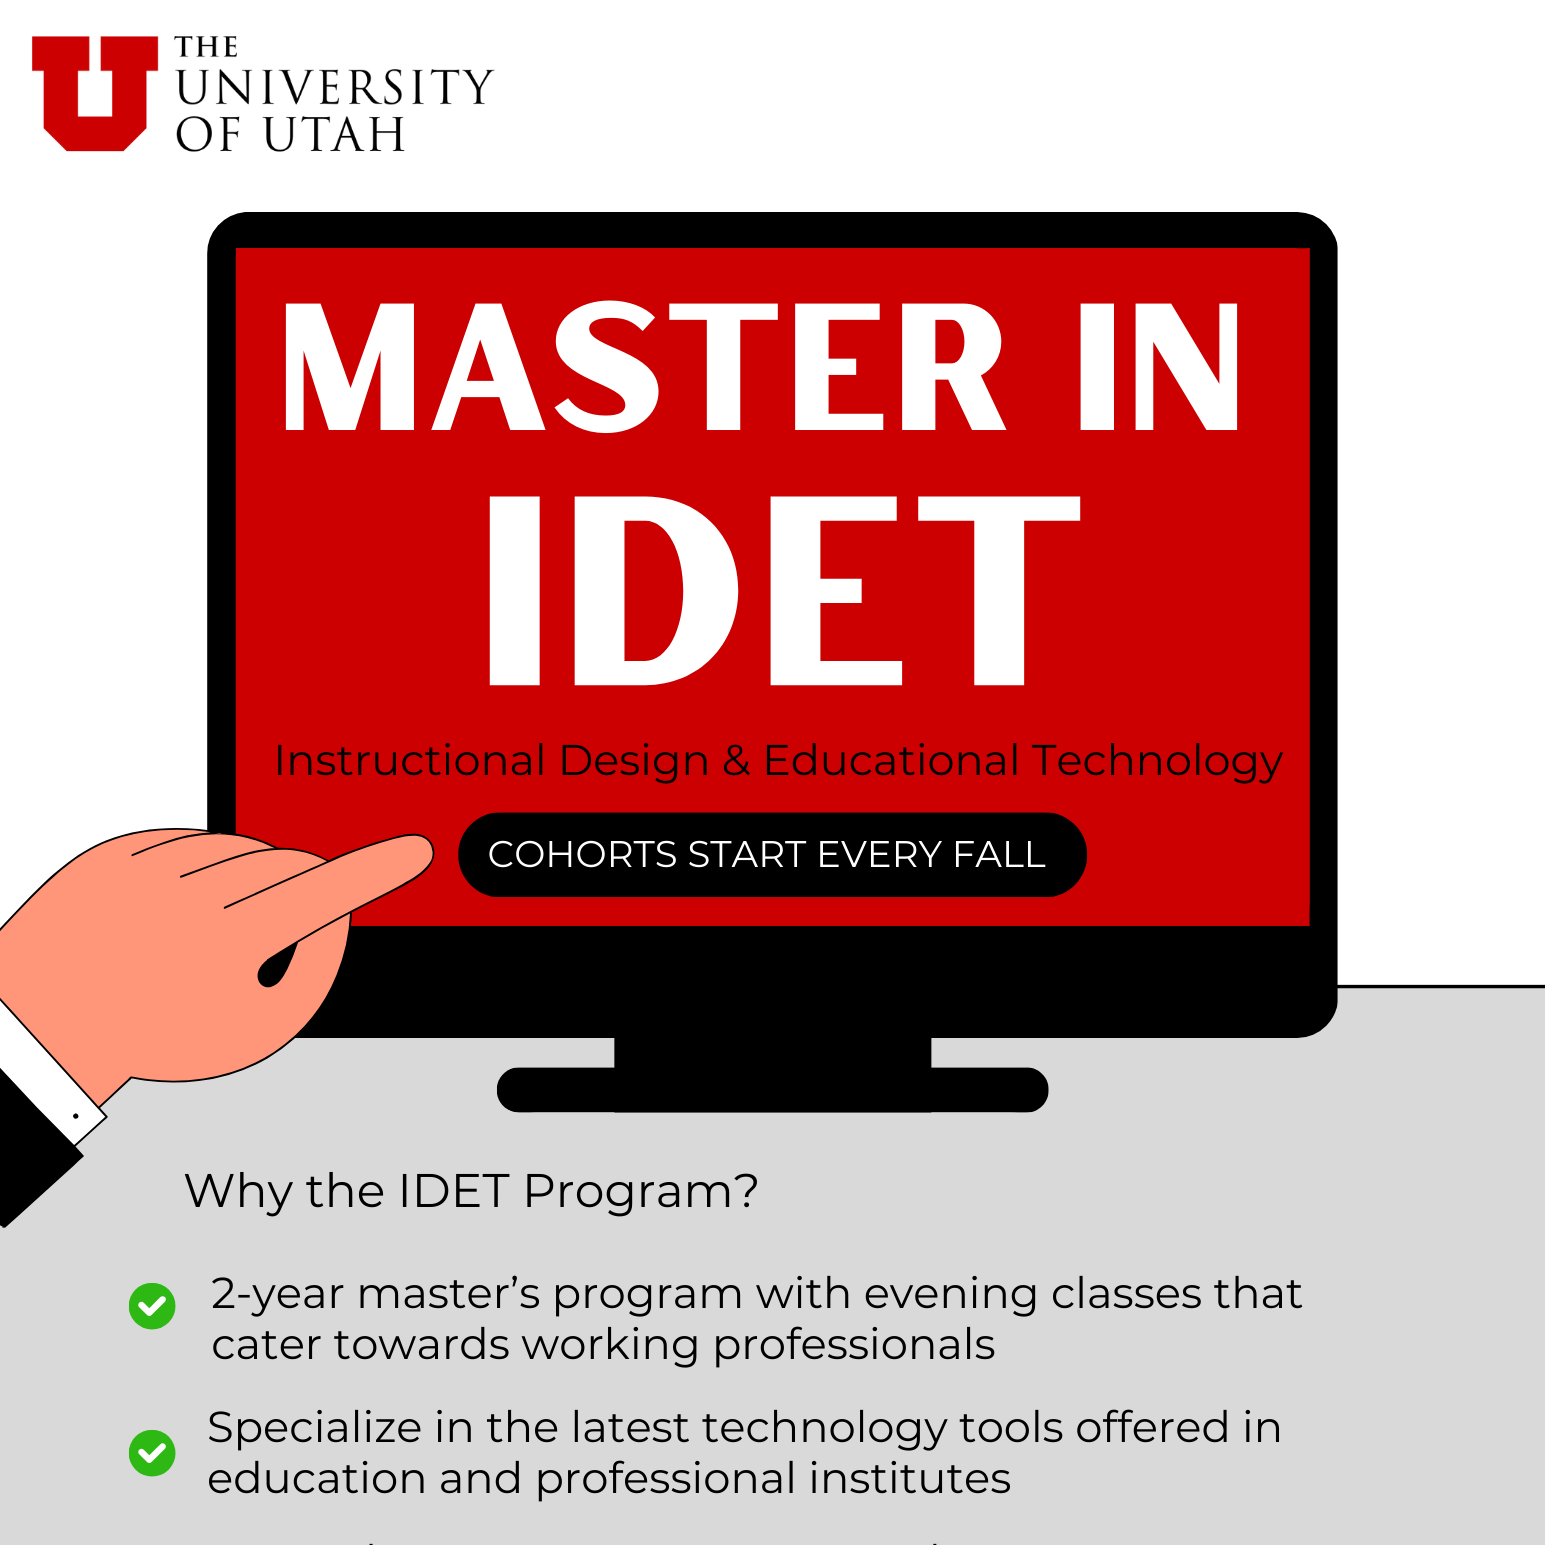 THE
UNIVERSITY
OF UTAH
MASTER IN
IDET
Instructional Design & Educational Technology
COHORTS START EVERY FALL
Why the IDET Program?
2-year master’s program with evening classes that
cater towards working professionals
Specialize in the latest technology tools offered in
education and professional institutes